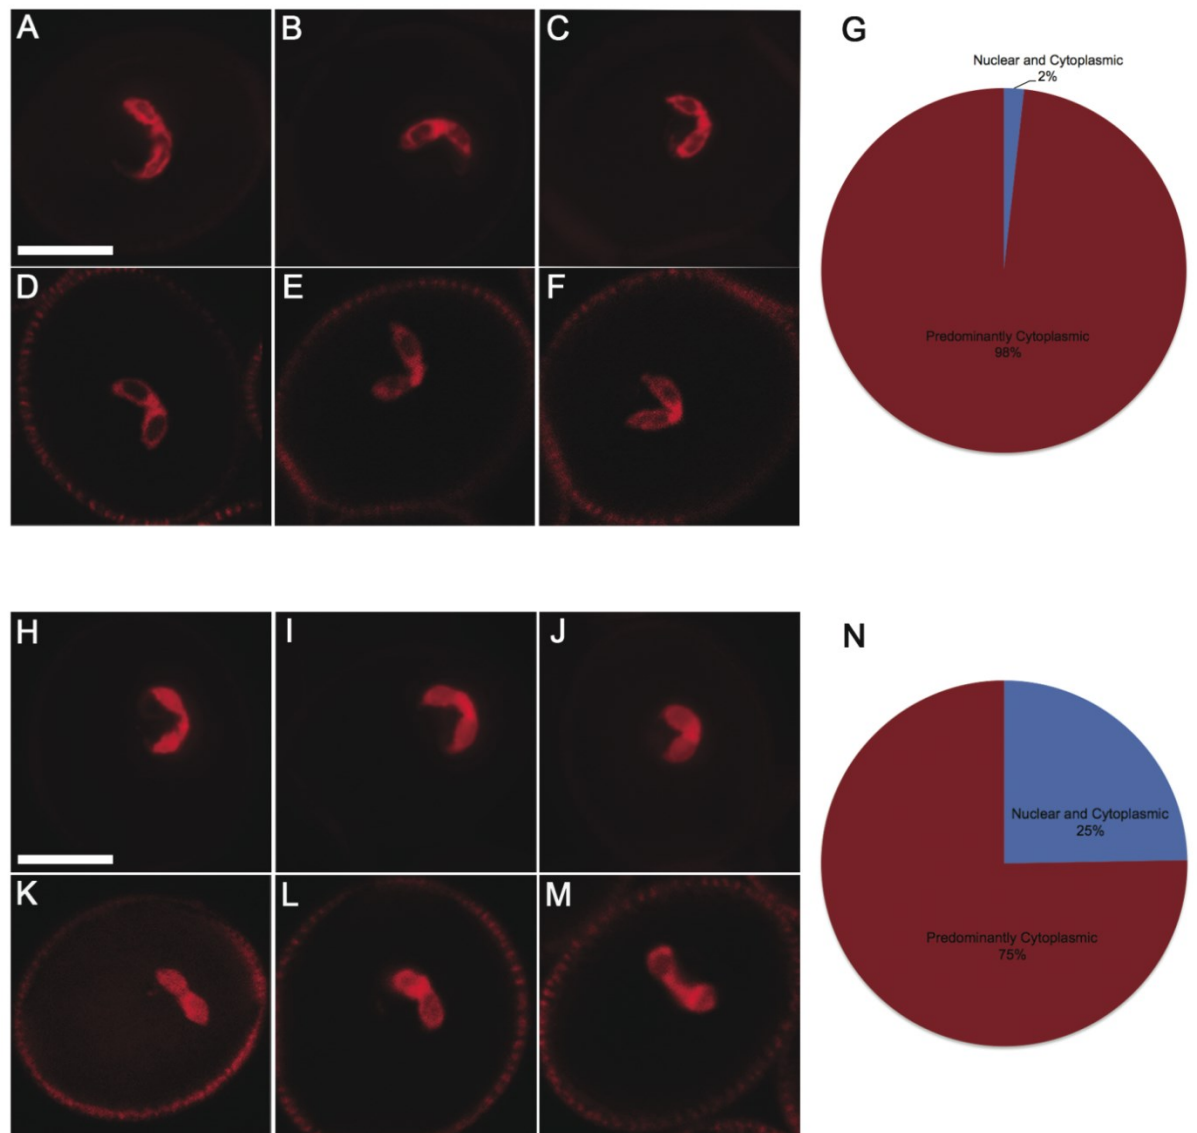 A
B
C
G
Nuclear and Cytoplasmic
2%
D
E
F
Predominantly Cytoplasmic
98%
H
I
J
N
K
L
M
Nuclear and Cytoplasmic
25%
Predominantly Cytoplasmic
75%